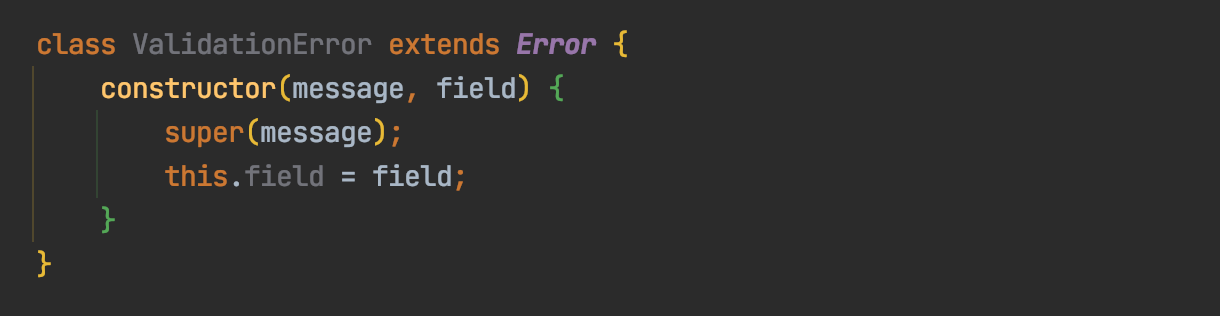 class ValidationError extends Error {
    constructor(message, field) {
        super(message);
        this.field = field;
    }
}